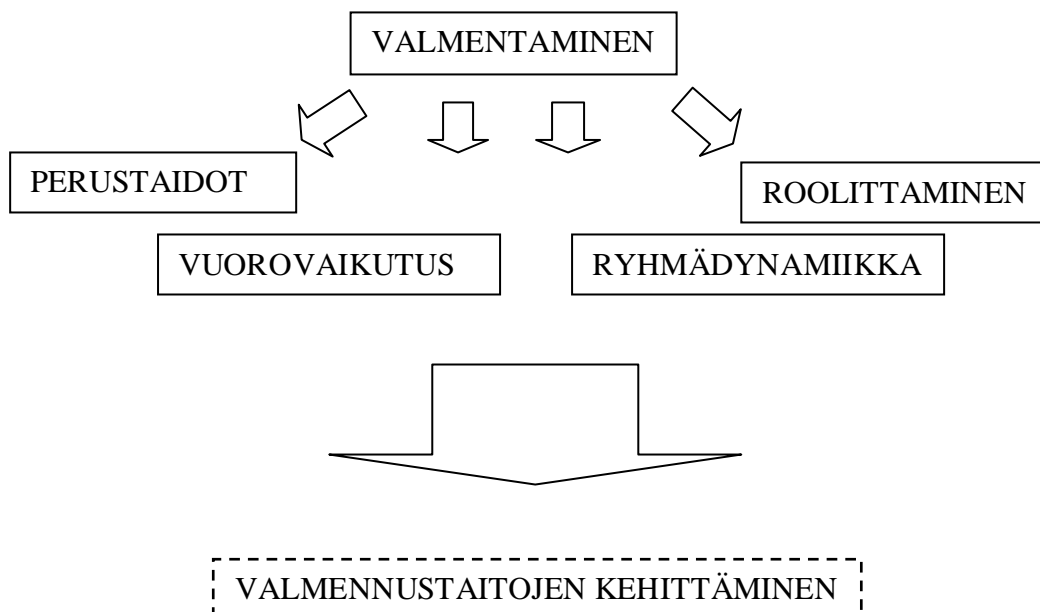 VALMENTAMINEN
PERUSTAIDOT
ROOLITTAMINEN
VUOROVAIKUTUS
RYHMÄDYNAMIIKKA
VALMENNUSTAITOJEN KEHITTÄMINEN